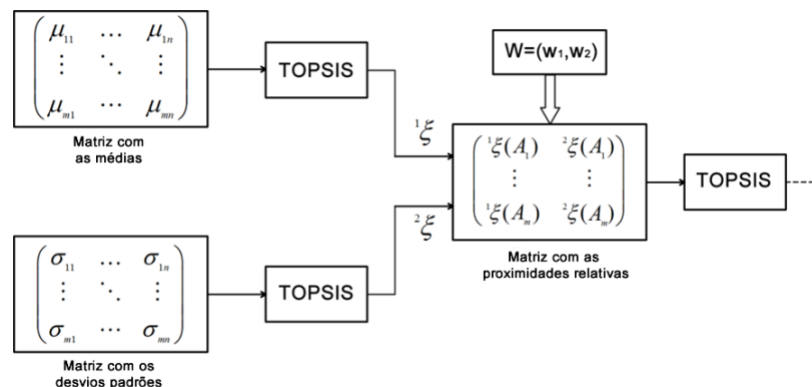 μ11 ... μ1n
⋮ ⋱ ⋮
μm1 ... μmn
Matriz com
as médias
TOPSIS
¹ξ
W=(w1,w2)
¹ξ(A1) ²ξ(A1)
⋮ ⋮
¹ξ(Am) ²ξ(Am)
Matriz com as
proximidades relativas
TOPSIS
σ11 ... σ1n
⋮ ⋱ ⋮
σm1 ... σmn
Matriz com os
desvios padrões
TOPSIS
²ξ